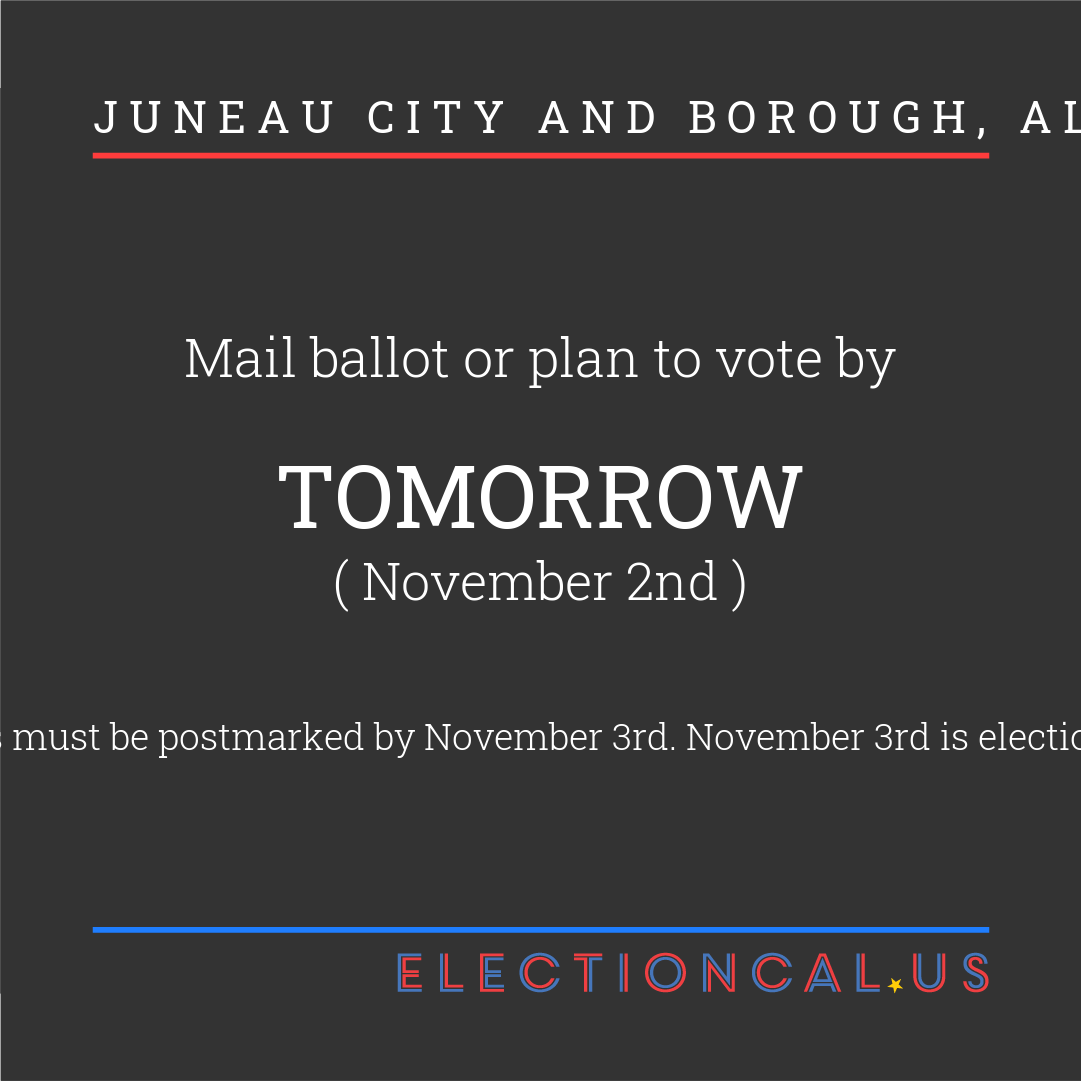 JUNEAU CITY AND BOROUGH, AL
Mail ballot or plan to vote by
TOMORROW
( November 2nd )
must be postmarked by November 3rd. November 3rd is
ELECTIONCAL.US